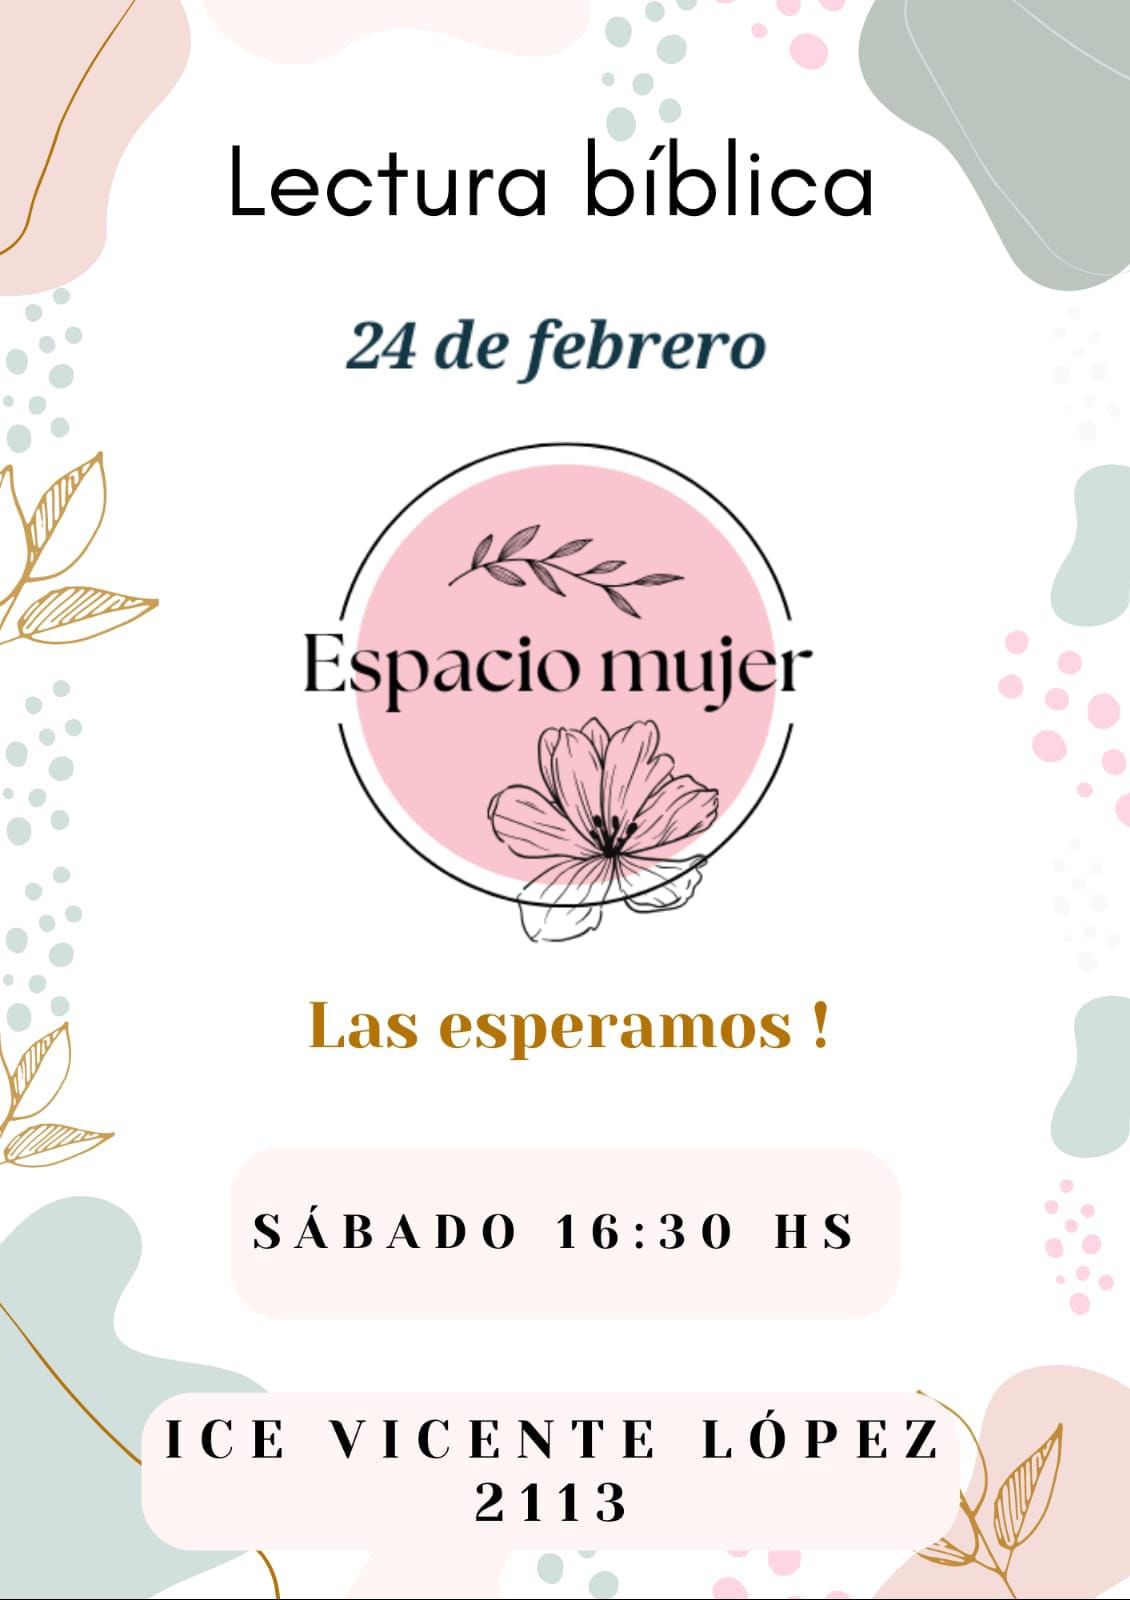 Lectura bíblica
24 de febrero
Espacio mujer
Las esperamos !
SÁBADO 16:30 HS
ICE VICENTE LÓPEZ
2113